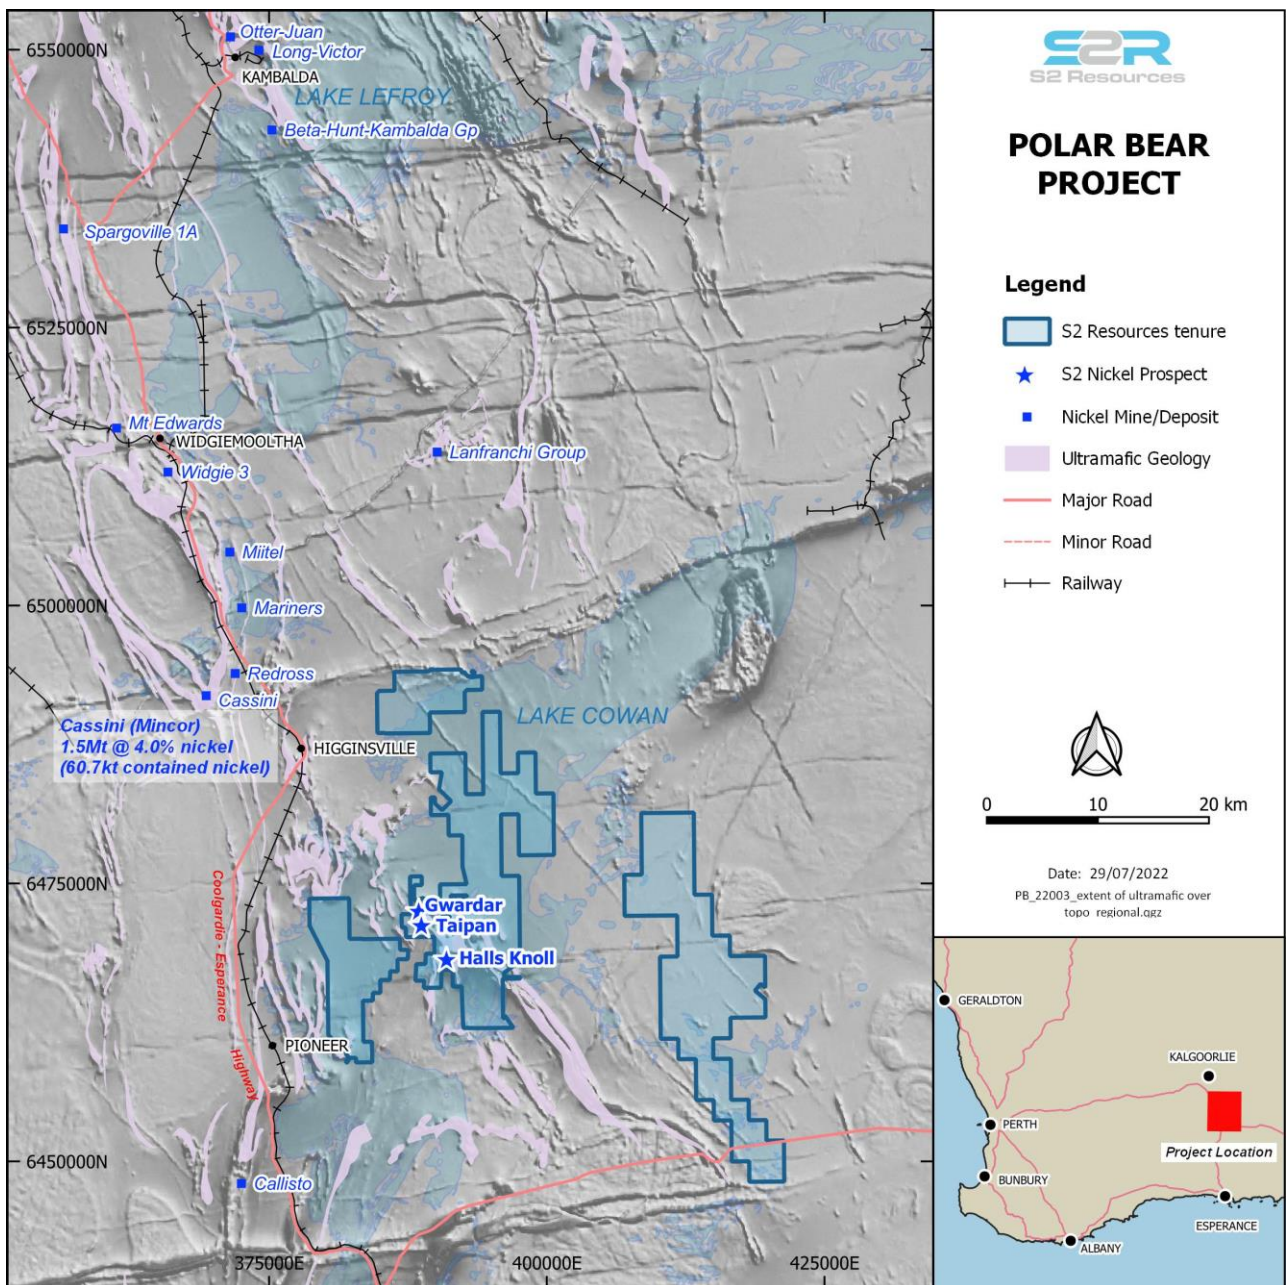 Otter-Juan
6550000N
Long-Victor
KAMBALDA
LAKE LEFROY
Beta-Hunt-Kambalda Gp
Spargoville 1A
6525000N
Mt Edwards
WIDGIEMOOLTHA
Lanfranchi Group
Widgie 3
Miitel
6500000N
Mariners
Redross
Cassini
LAKE COWAN
Cassini (Mincor)
1.5Mt @ 4.0% nickel
(60.7kt contained nickel)
HIGGINSVILLE
6475000N
Coolgardie - Esperance
Highway
Gwardar
Taipan
Halls Knoll
PIONEER
6450000N
Callisto
375000E
400000E
425000E
S2R
S2 Resources
POLAR BEAR
PROJECT
Legend
S2 Resources tenure
S2 Nickel Prospect
Nickel Mine/Deposit
Ultramafic Geology
Major Road
Minor Road
Railway
0 10 20 km
Date: 29/07/2022
PB_22003_extent of ultramafic over
topo_regional.qgz
GERALDTON
KALGOORLIE
PERTH
Project Location
BUNBURY
ESPERANCE
ALBANY